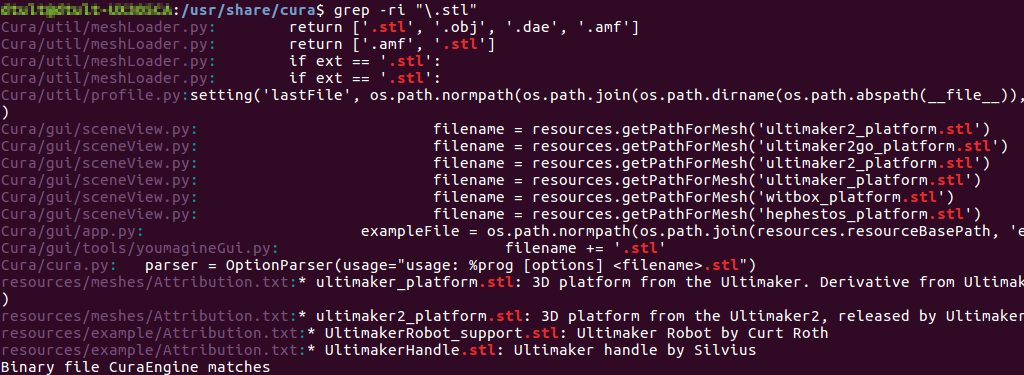 :/usr/share/cura$ grep -ri "\.stl"
Cura/util/meshLoader.py:        return ['.stl', '.obj', '.dae', '.amf']
Cura/util/meshLoader.py:        return ['.amf', '.stl']
Cura/util/meshLoader.py:        if ext == '.stl':
Cura/util/meshLoader.py:        if ext == '.stl':
Cura/util/profile.py:setting('lastFile', os.path.normpath(os.path.join(os.path.dirname(os.path.abspath(__file__)),
)
Cura/gui/sceneView.py:                          filename = resources.getPathForMesh('ultimaker2_platform.stl')
Cura/gui/sceneView.py:                          filename = resources.getPathForMesh('ultimaker2go_platform.stl')
Cura/gui/sceneView.py:                          filename = resources.getPathForMesh('ultimaker2_platform.stl')
Cura/gui/sceneView.py:                          filename = resources.getPathForMesh('ultimaker_platform.stl')
Cura/gui/sceneView.py:                          filename = resources.getPathForMesh('witbox_platform.stl')
Cura/gui/sceneView.py:                          filename = resources.getPathForMesh('hephestos_platform.stl')
Cura/gui/app.py:                        exampleFile = os.path.normpath(os.path.join(resources.resourceBasePath, 'e
Cura/gui/tools/youmagineGui.py:                         filename += '.stl'
Cura/cura.py:   parser = OptionParser(usage="usage: %prog [options] <filename>.stl")
resources/meshes/Attribution.txt:* ultimaker_platform.stl: 3D platform from the Ultimaker. Derivative from Ultimak
)
resources/meshes/Attribution.txt:* ultimaker2_platform.stl: 3D platform from the Ultimaker2, released by Ultimaker
resources/example/Attribution.txt:* UltimakerRobot_support.stl: Ultimaker Robot by Curt Roth
resources/example/Attribution.txt:* UltimakerHandle.stl: Ultimaker handle by Silvius
Binary file CuraEngine matches